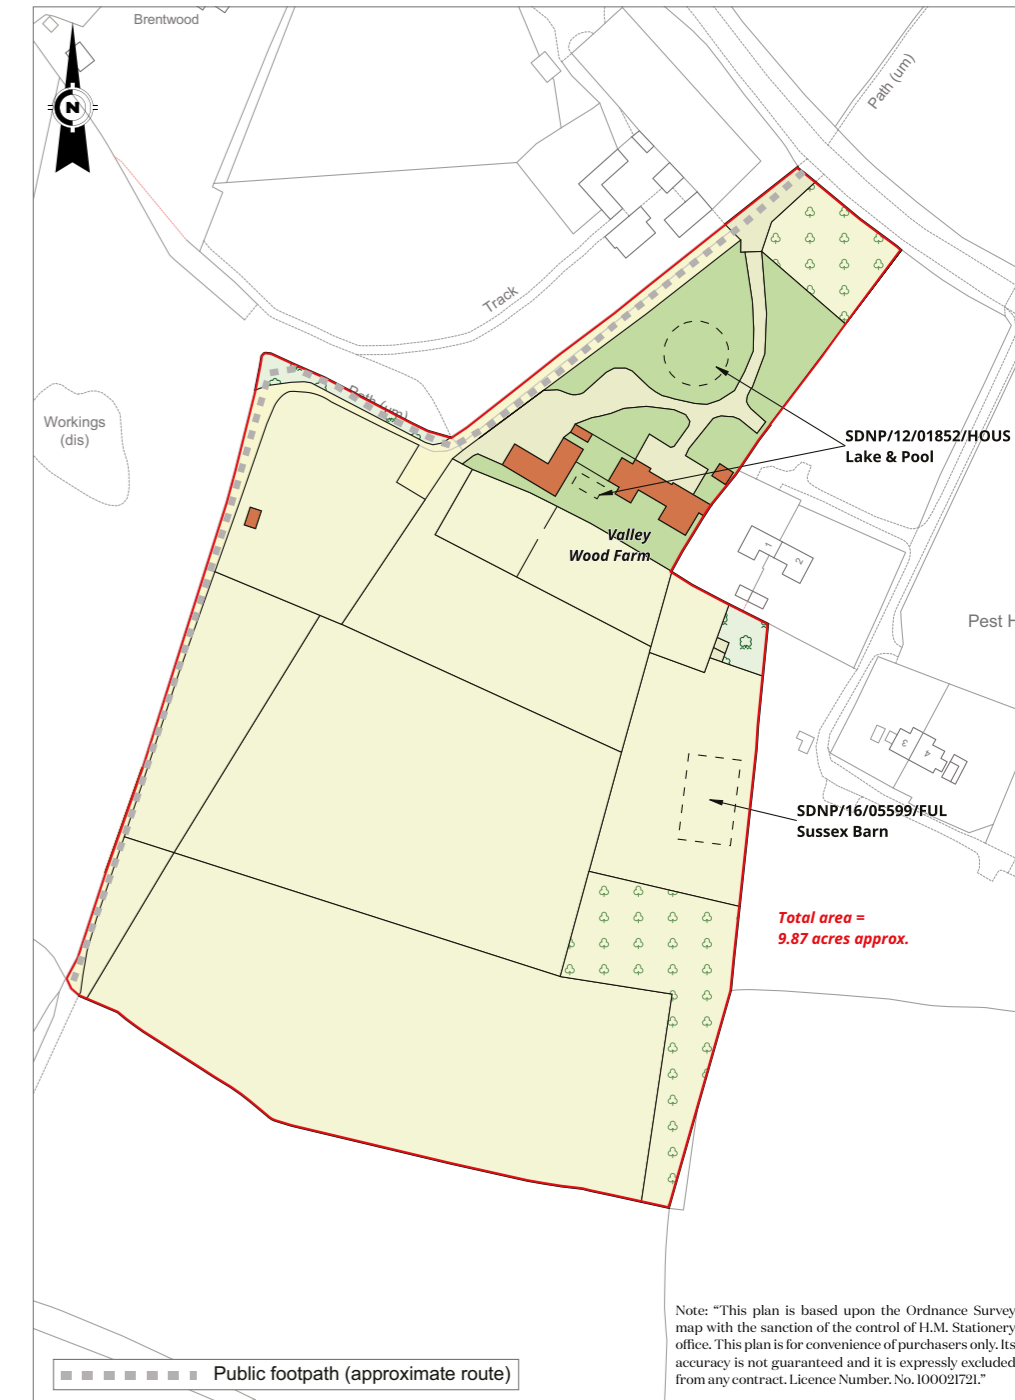 Brentwood
N
Path (um)
Track
Path (um)
Workings
(dis)
SDNP/12/01852/HOUS
Lake & Pool
Valley
Wood Farm
1
2
Pest H
3
4
SDNP/16/05599/FUL
Sussex Barn
Total area =
9.87 acres approx.
Note: “This plan is based upon the Ordnance Survey
map with the sanction of the control of H.M. Stationery
office. This plan is for convenience of purchasers only. Its
accuracy is not guaranteed and it is expressly excluded
from any contract. Licence Number. No. 100021721.”
Public footpath (approximate route)